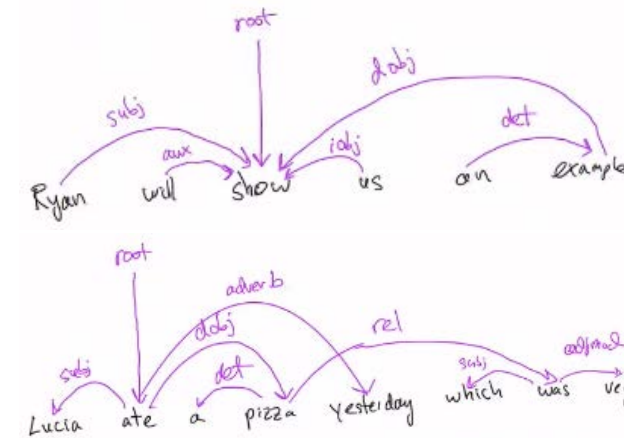 root
dobj
subj
aux
iobj
det
Ryan will show us an example
root
adverb
dobj
rel
subj
det
subj
Lucia ate a pizza yesterday which was